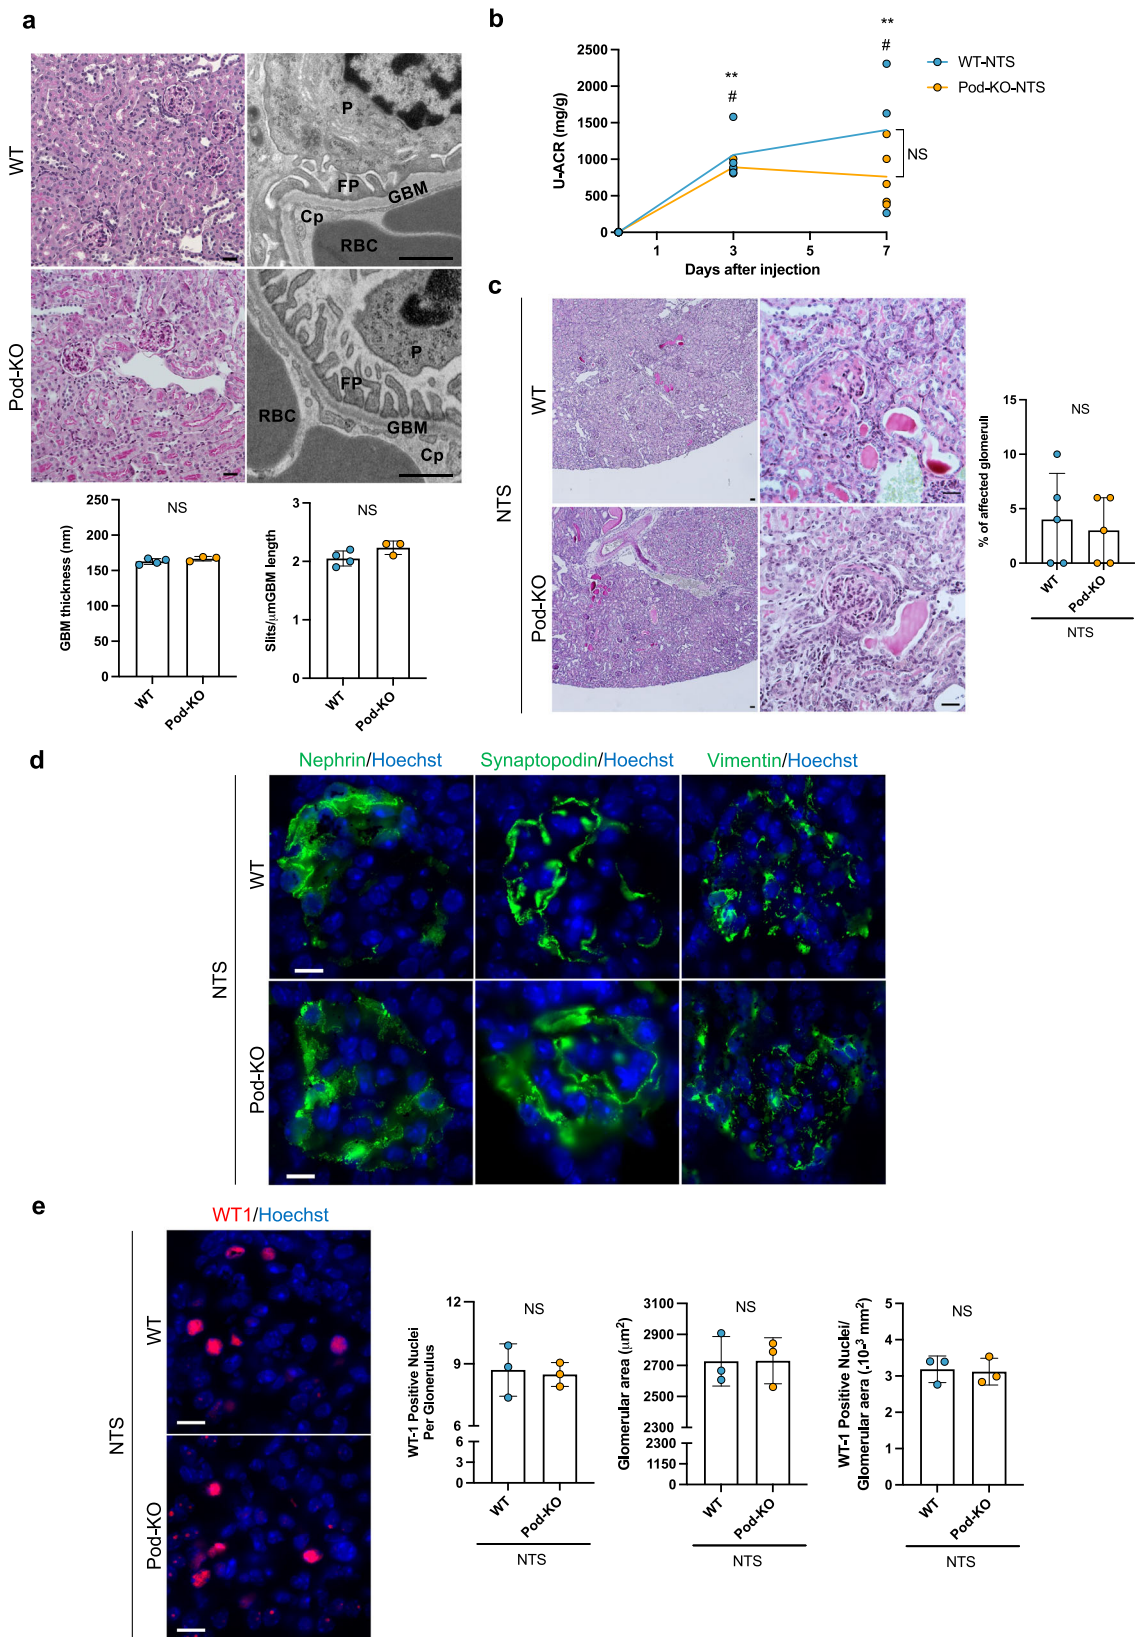 a
WT
Pod-KO
P
FP
GBM
Cp
RBC
P
FP
RBC
GBM
Cp
GBM thickness (nm)
250
200
150
100
50
0
NS
WT
Pod-KO
Slits/μmGBM length
3
2
1
0
NS
WT
Pod-KO
b
U-ACR (mg/g)
2500
2000
1500
1000
500
0
**
#
**
#
NS
1
3
5
7
Days after injection
WT-NTS
Pod-KO-NTS
c
NTS
WT
Pod-KO
% of affected glomeruli
15
10
5
0
NS
WT
Pod-KO
NTS
d
Nephrin/Hoechst
Synaptopodin/Hoechst
Vimentin/Hoechst
NTS
WT
Pod-KO
e
WT1/Hoechst
NTS
WT
Pod-KO
WT-1 Positive Nuclei
Per Glonerulus
12
9
6
6
3
0
NS
WT
Pod-KO
NTS
Glomerular area (μm²)
3100
2900
2700
2500
2300
2300
1150
0
NS
WT
Pod-KO
NTS
WT-1 Positive Nuclei/
Glomerular aera (.10⁻³ mm²)
5
4
3
2
1
0
NS
WT
Pod-KO
NTS